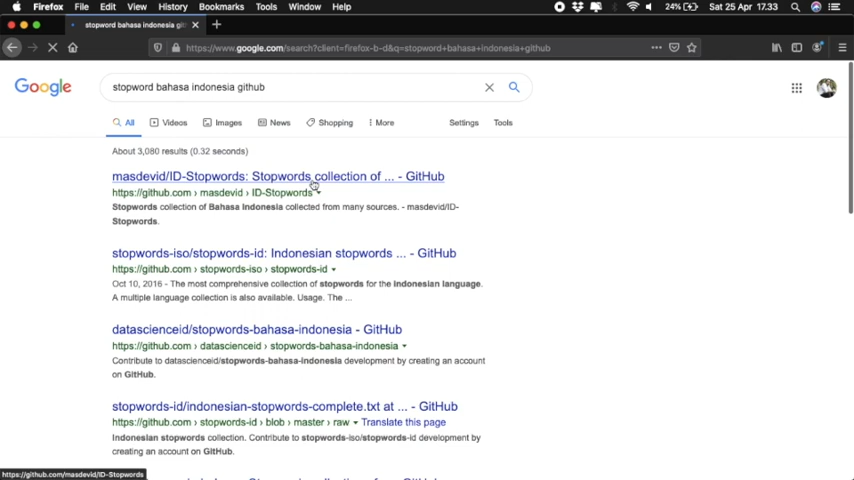 Firefox File Edit View History Bookmarks Tools Window Help 24% Sat 25 Apr 17.33
stopword bahasa indonesia git
https://www.google.com/search?client=firefox-b-d&q=stopword+bahasa+indonesia+github
Google
stopword bahasa indonesia github
All Videos Images News Shopping More Settings Tools
About 3,080 results (0.32 seconds)
masdevid/ID-Stopwords: Stopwords collection of ... - GitHub
https://github.com › masdevid › ID-Stopwords
Stopwords collection of Bahasa Indonesia collected from many sources. - masdevid/ID-
Stopwords.
stopwords-iso/stopwords-id: Indonesian stopwords ... - GitHub
https://github.com › stopwords-iso › stopwords-id
Oct 10, 2016 - The most comprehensive collection of stopwords for the indonesian language.
A multiple language collection is also available. Usage. The ...
datascienceid/stopwords-bahasa-indonesia - GitHub
https://github.com › datascienceid › stopwords-bahasa-indonesia
Contribute to datascienceid/stopwords-bahasa-indonesia development by creating an account
on GitHub.
stopwords-id/indonesian-stopwords-complete.txt at ... - GitHub
https://github.com › stopwords-id › blob › master › raw Translate this page
Indonesian stopwords collection. Contribute to stopwords-iso/stopwords-id development by
creating an account on GitHub.
https://github.com/masdevid/ID-Stopwords